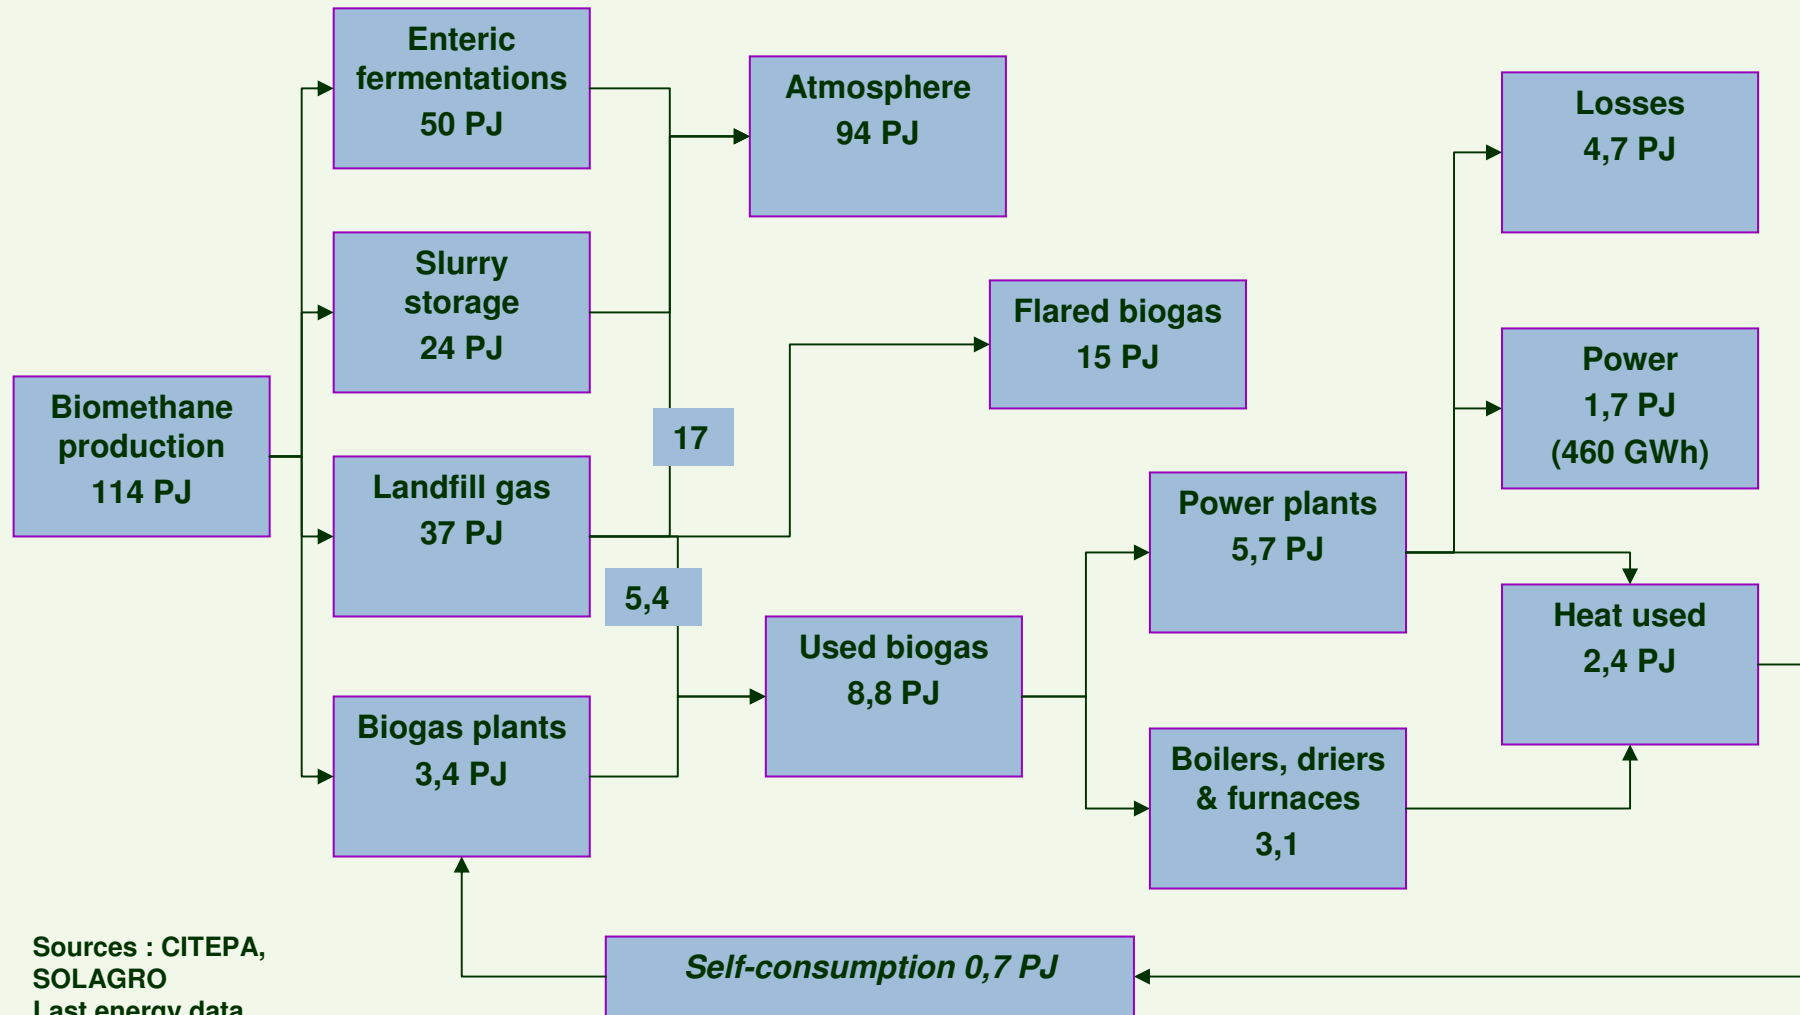 Enteric
fermentations
50 PJ
Atmosphere
94 PJ
Losses
4,7 PJ
Slurry
storage
24 PJ
Flared biogas
15 PJ
Power
1,7 PJ
(460 GWh)
Biomethane
production
114 PJ
17
Landfill gas
37 PJ
Power plants
5,7 PJ
5,4
Used biogas
8,8 PJ
Heat used
2,4 PJ
Biogas plants
3,4 PJ
Boilers, driers
& furnaces
3,1
Self-consumption 0,7 PJ
Sources : CITEPA,
SOLAGRO
Last energy data